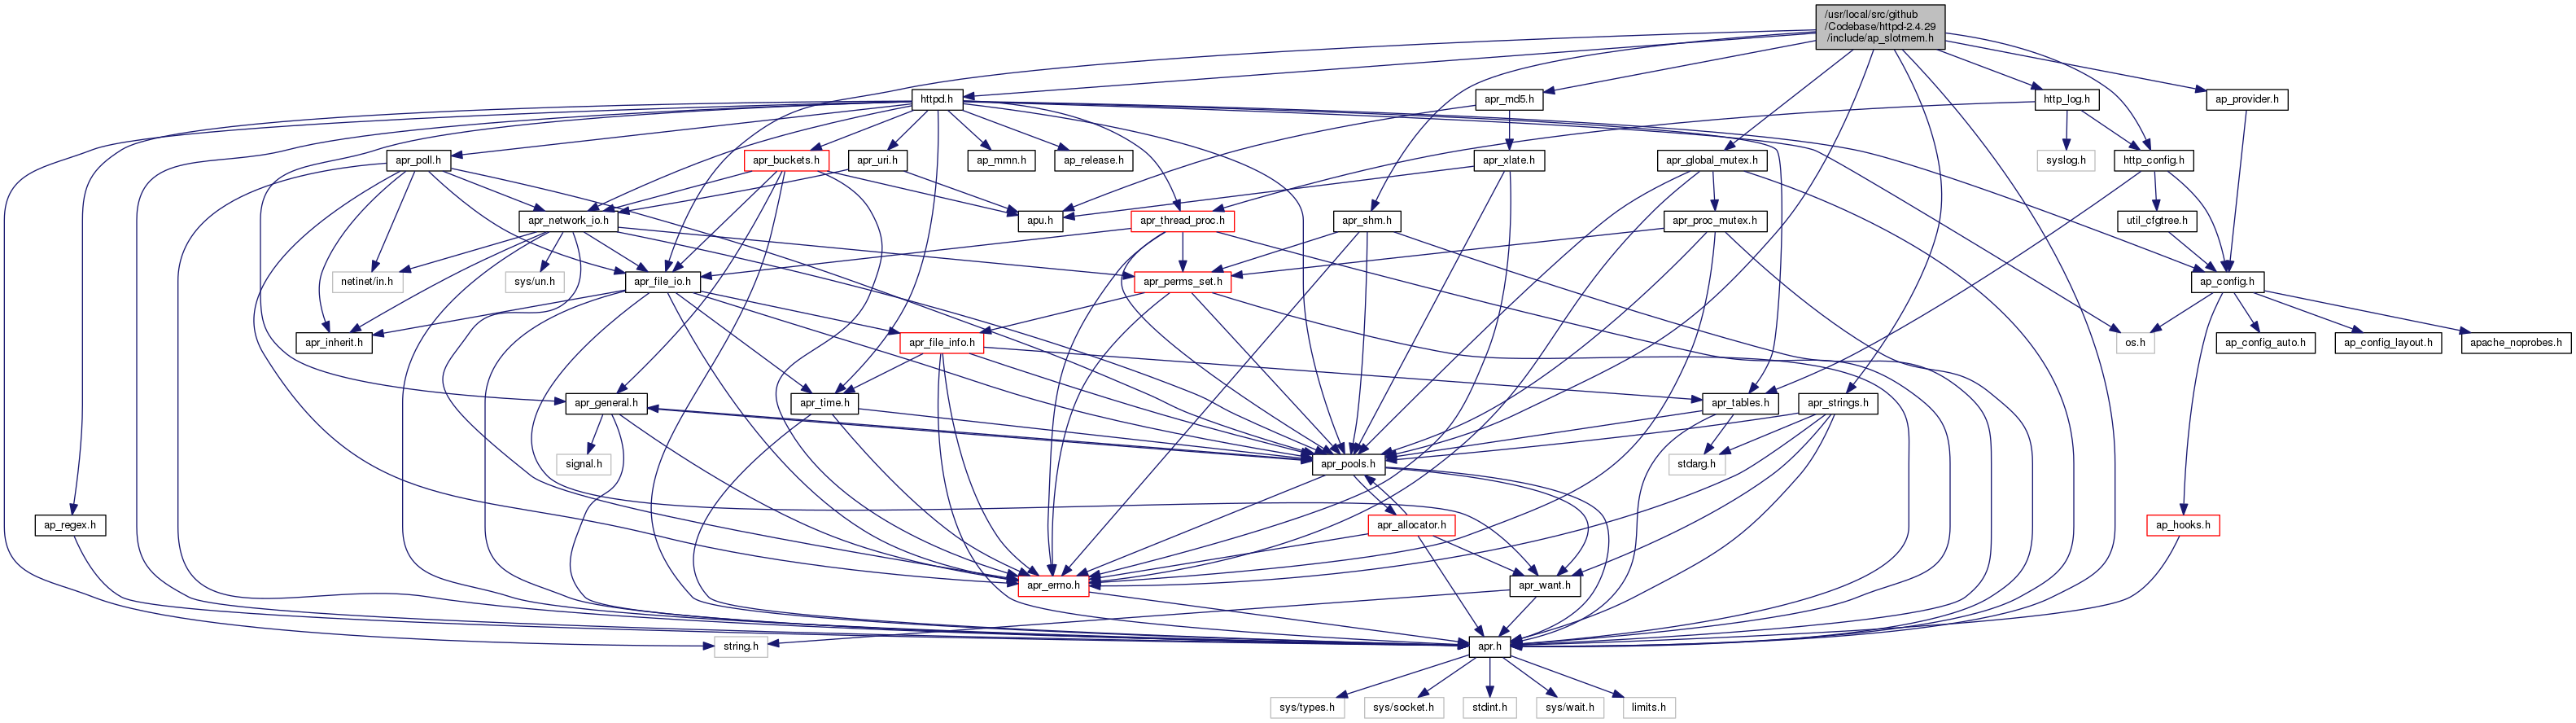 /usr/local/src/github
/Codebase/httpd-2.4.29
/include/ap_slotmem.h
httpd.h
apr_md5.h
http_log.h
ap_provider.h
apr_poll.h
apr_buckets.h
apr_uri.h
ap_mmn.h
ap_release.h
apr_xlate.h
apr_global_mutex.h
syslog.h
http_config.h
apr_network_io.h
apu.h
apr_thread_proc.h
apr_shm.h
apr_proc_mutex.h
util_cfgtree.h
netinet/in.h
sys/un.h
apr_file_io.h
apr_perms_set.h
ap_config.h
apr_inherit.h
apr_file_info.h
os.h
ap_config_auto.h
ap_config_layout.h
apache_noprobes.h
apr_general.h
apr_time.h
apr_tables.h
apr_strings.h
signal.h
apr_pools.h
stdarg.h
ap_regex.h
apr_allocator.h
ap_hooks.h
apr_errno.h
apr_want.h
string.h
apr.h
sys/types.h
sys/socket.h
stdint.h
sys/wait.h
limits.h